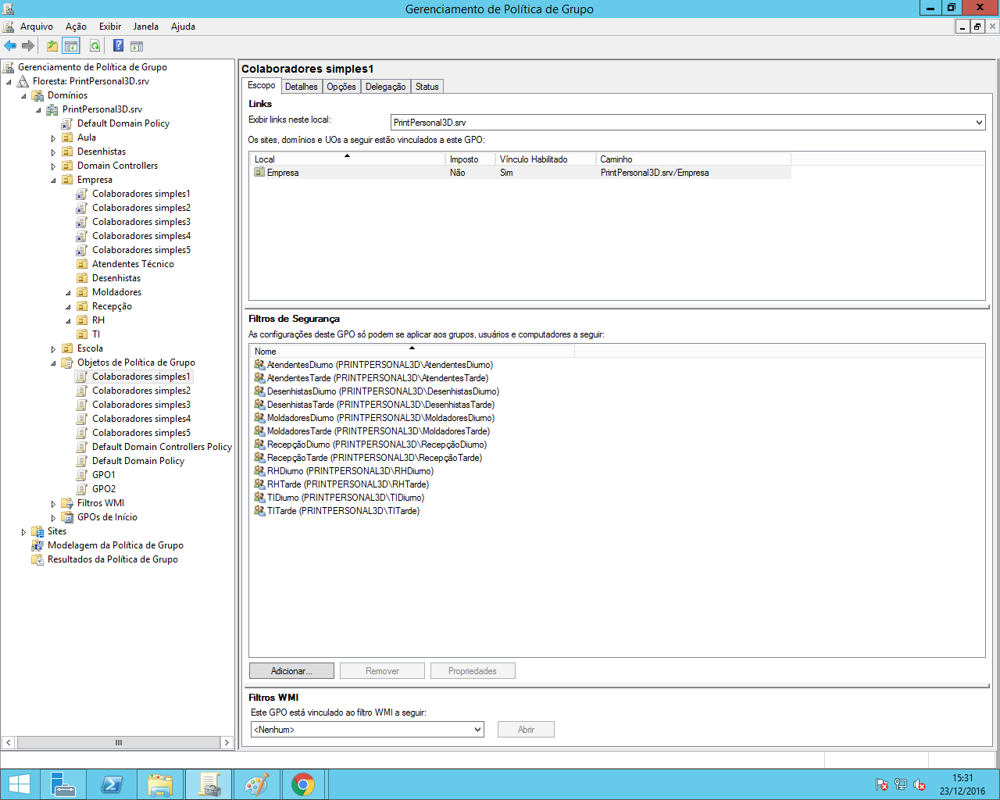 Gerenciamento de Política de Grupo
Arquivo Ação Exibir Janela Ajuda
Gerenciamento de Política de Grupo
Floresta: PrintPersonal3D.srv
Domínios
PrintPersonal3D.srv
Default Domain Policy
Aula
Desenhistas
Domain Controllers
Empresa
Colaboradores simples1
Colaboradores simples2
Colaboradores simples3
Colaboradores simples4
Colaboradores simples5
Atendentes Técnico
Desenhistas
Moldadores
Recepção
RH
TI
Escola
Objetos de Política de Grupo
Colaboradores simples1
Colaboradores simples2
Colaboradores simples3
Colaboradores simples4
Colaboradores simples5
Default Domain Controllers Policy
Default Domain Policy
GPO1
GPO2
Filtros WMI
GPOs de Início
Sites
Modelagem da Política de Grupo
Resultados da Política de Grupo
Colaboradores simples1
Escopo Detalhes Opções Delegação Status
Links
Exibir links neste local: PrintPersonal3D.srv
Os sites, domínios e UOs a seguir estão vinculados a este GPO:
Local Imposto Vínculo Habilitado Caminho
Empresa Não Sim PrintPersonal3D.srv/Empresa
Filtros de Segurança
As configurações deste GPO só podem se aplicar aos grupos, usuários e computadores a seguir:
Nome
AtendentesDiurno (PRINTPERSONAL3D\AtendentesDiurno)
AtendentesTarde (PRINTPERSONAL3D\AtendentesTarde)
DesenhistasDiurno (PRINTPERSONAL3D\DesenhistasDiurno)
DesenhistasTarde (PRINTPERSONAL3D\DesenhistasTarde)
MoldadoresDiurno (PRINTPERSONAL3D\MoldadoresDiurno)
MoldadoresTarde (PRINTPERSONAL3D\MoldadoresTarde)
RecepçãoDiurno (PRINTPERSONAL3D\RecepçãoDiurno)
RecepçãoTarde (PRINTPERSONAL3D\RecepçãoTarde)
RHDiurno (PRINTPERSONAL3D\RHDiurno)
RHTarde (PRINTPERSONAL3D\RHTarde)
TIDiurno (PRINTPERSONAL3D\TIDiurno)
TITarde (PRINTPERSONAL3D\TITarde)
Adicionar... Remover Propriedades
Filtros WMI
Este GPO está vinculado ao filtro WMI a seguir:
<Nenhum> Abrir
15:31
23/12/2016